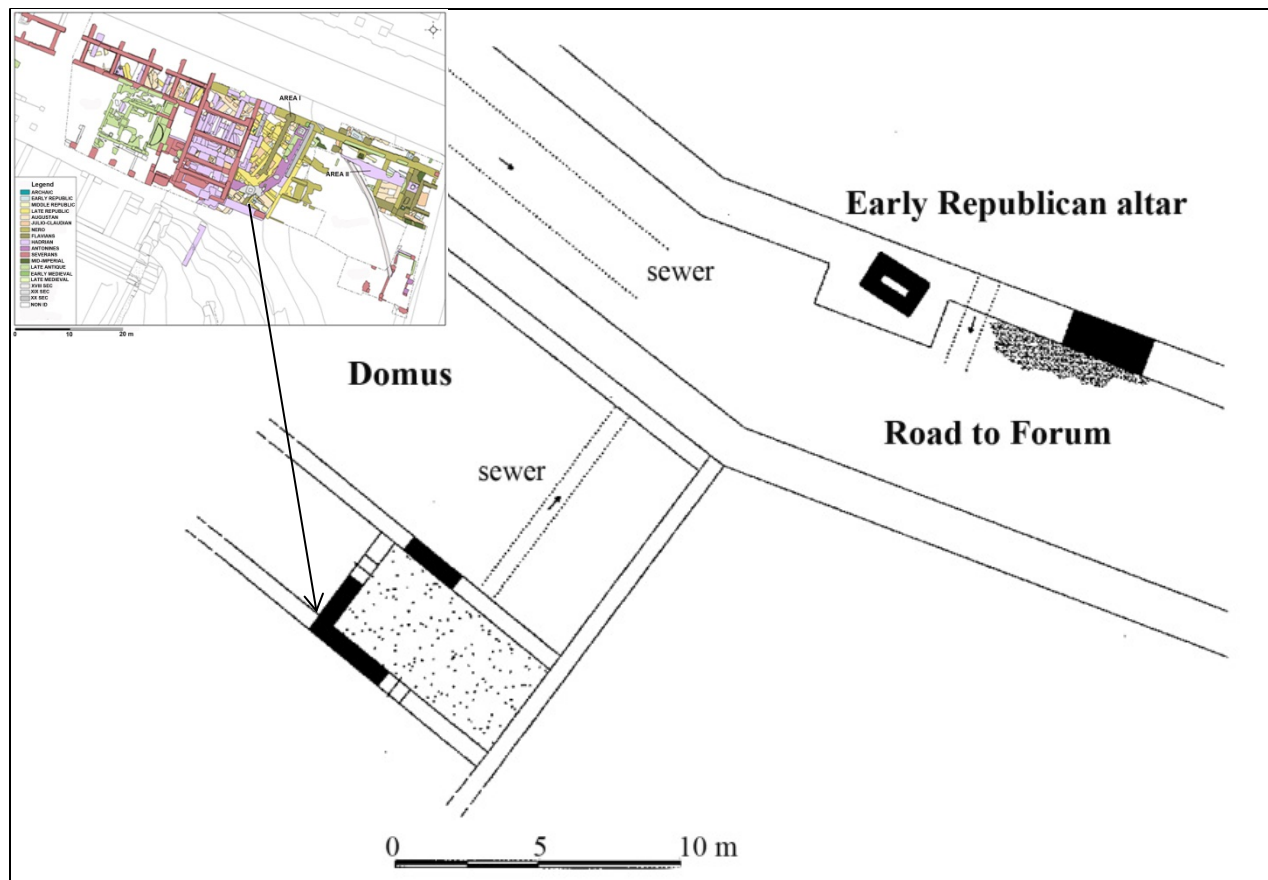 AREA I
AREA II
Legend
ARCHAIC
EARLY REPUBLIC
MIDDLE REPUBLIC
LATE REPUBLIC
AUGUSTAN
JULIO-CLAUDIAN
NERO
FLAVIANS
HADRIAN
ANTONINES
SEVERANS
MID-IMPERIAL
LATE ANTIQUE
EARLY MEDIEVAL
LATE MEDIEVAL
XVIII SEC
XIX SEC
XX SEC
NON ID
0 10 20 m
Early Republican altar
sewer
Domus
Road to Forum
sewer
0 5 10 m